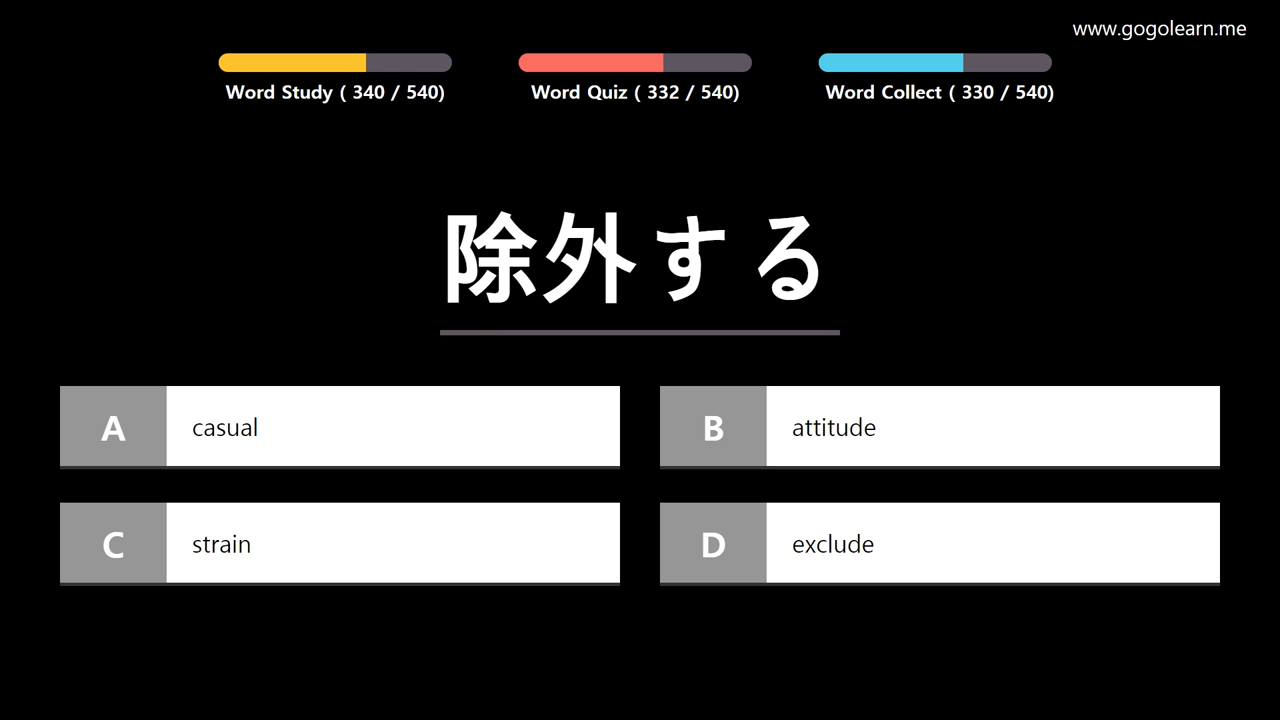 www.gogolearn.me
Word Study ( 340 / 540)
Word Quiz ( 332 / 540)
Word Collect ( 330 / 540)
除外する
A casual
B attitude
C strain
D exclude